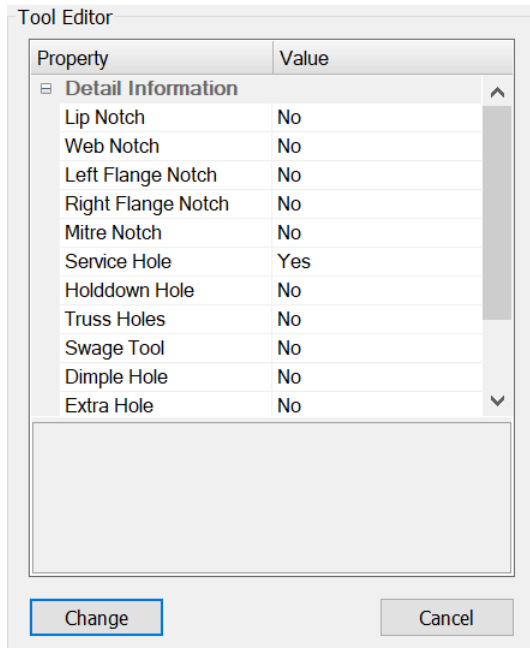 Tool Editor
Property Value
Detail Information
Lip Notch No
Web Notch No
Left Flange Notch No
Right Flange Notch No
Mitre Notch No
Service Hole Yes
Holddown Hole No
Truss Holes No
Swage Tool No
Dimple Hole No
Extra Hole No
Change Cancel